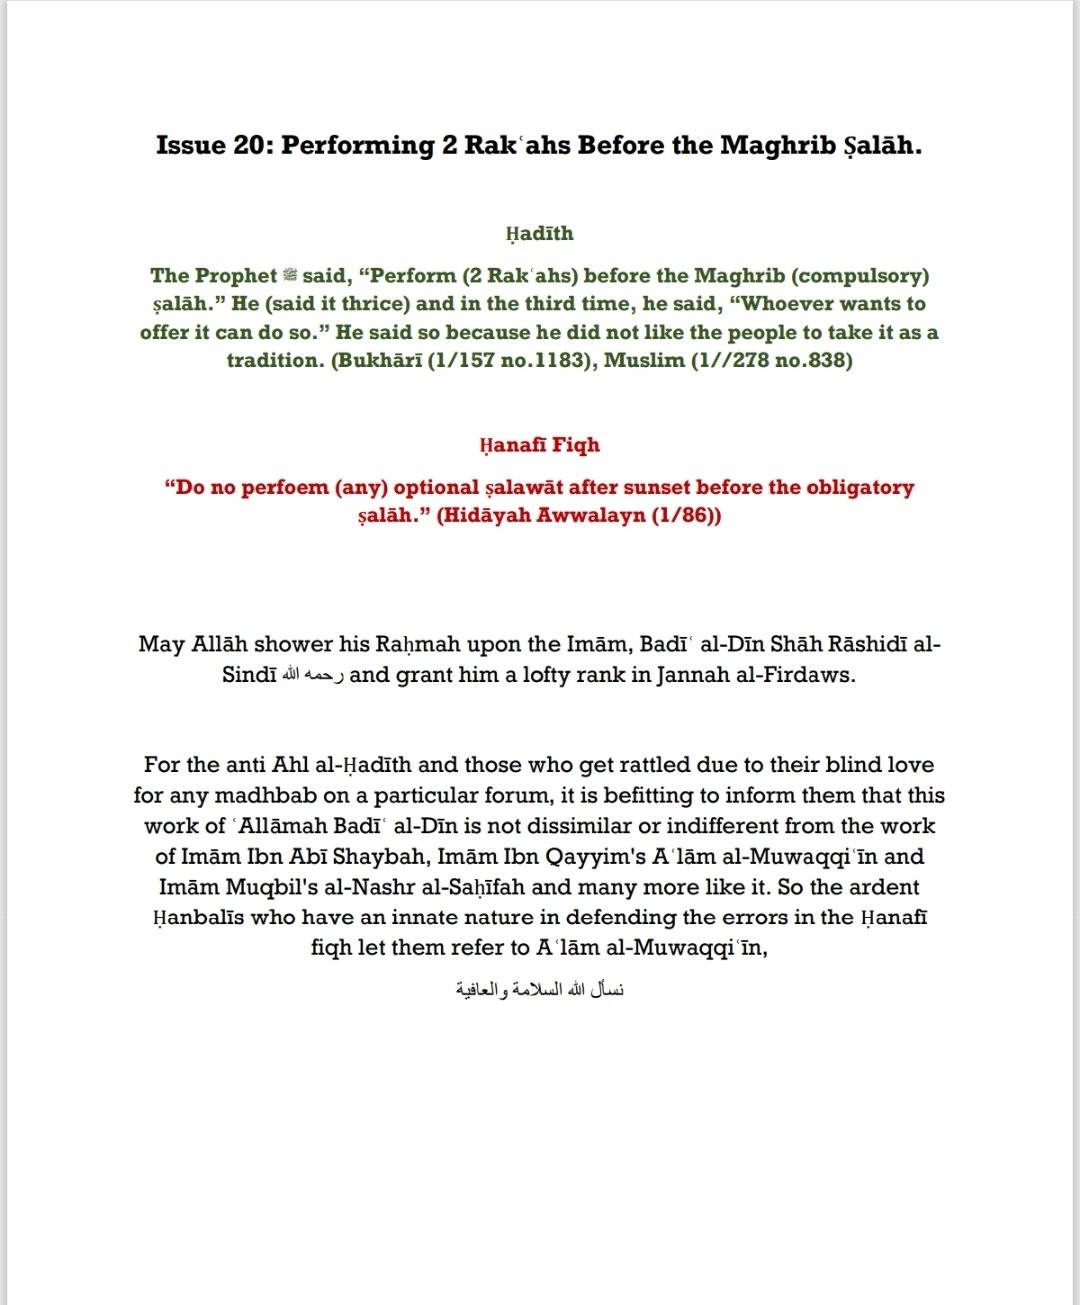 Issue 20: Performing 2 Rakʿahs Before the Maghrib Ṣalāh.
Ḥadīth
The Prophet ﷺ said, “Perform (2 Rakʿahs) before the Maghrib (compulsory)
ṣalāh.” He (said it thrice) and in the third time, he said, “Whoever wants to
offer it can do so.” He said so because he did not like the people to take it as a
tradition. (Bukhārī (1/157 no.1183), Muslim (1//278 no.838)
Ḥanafī Fiqh
“Do no perfoem (any) optional ṣalawāt after sunset before the obligatory
ṣalāh.” (Hidāyah Awwalayn (1/86))
May Allāh shower his Raḥmah upon the Imām, Badīʿ al-Dīn Shāh Rāshidī al-
Sindī رحمه الله and grant him a lofty rank in Jannah al-Firdaws.
For the anti Ahl al-Ḥadīth and those who get rattled due to their blind love
for any madhbab on a particular forum, it is befitting to inform them that this
work of ʿAllāmah Badīʿ al-Dīn is not dissimilar or indifferent from the work
of Imām Ibn Abī Shaybah, Imām Ibn Qayyim's Aʿlām al-Muwaqqiʿīn and
Imām Muqbil's al-Nashr al-Saḥīfah and many more like it. So the ardent
Ḥanbalīs who have an innate nature in defending the errors in the Ḥanafī
fiqh let them refer to Aʿlām al-Muwaqqiʿīn,
نسأل الله السلامة والعافية